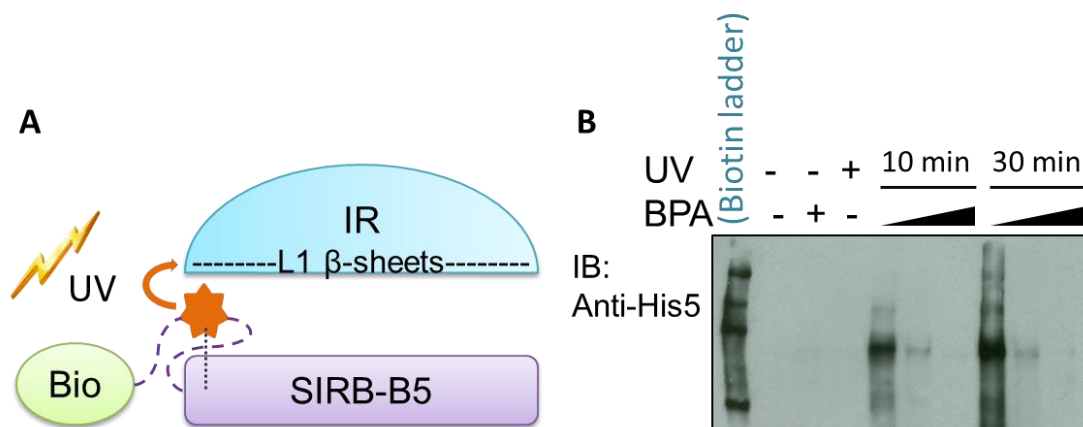 A
IR
--------L1 β-sheets--------
UV
Bio
SIRB-B5
B
(Biotin ladder)
UV - - + 10 min 30 min
BPA - + -
IB:
Anti-His5